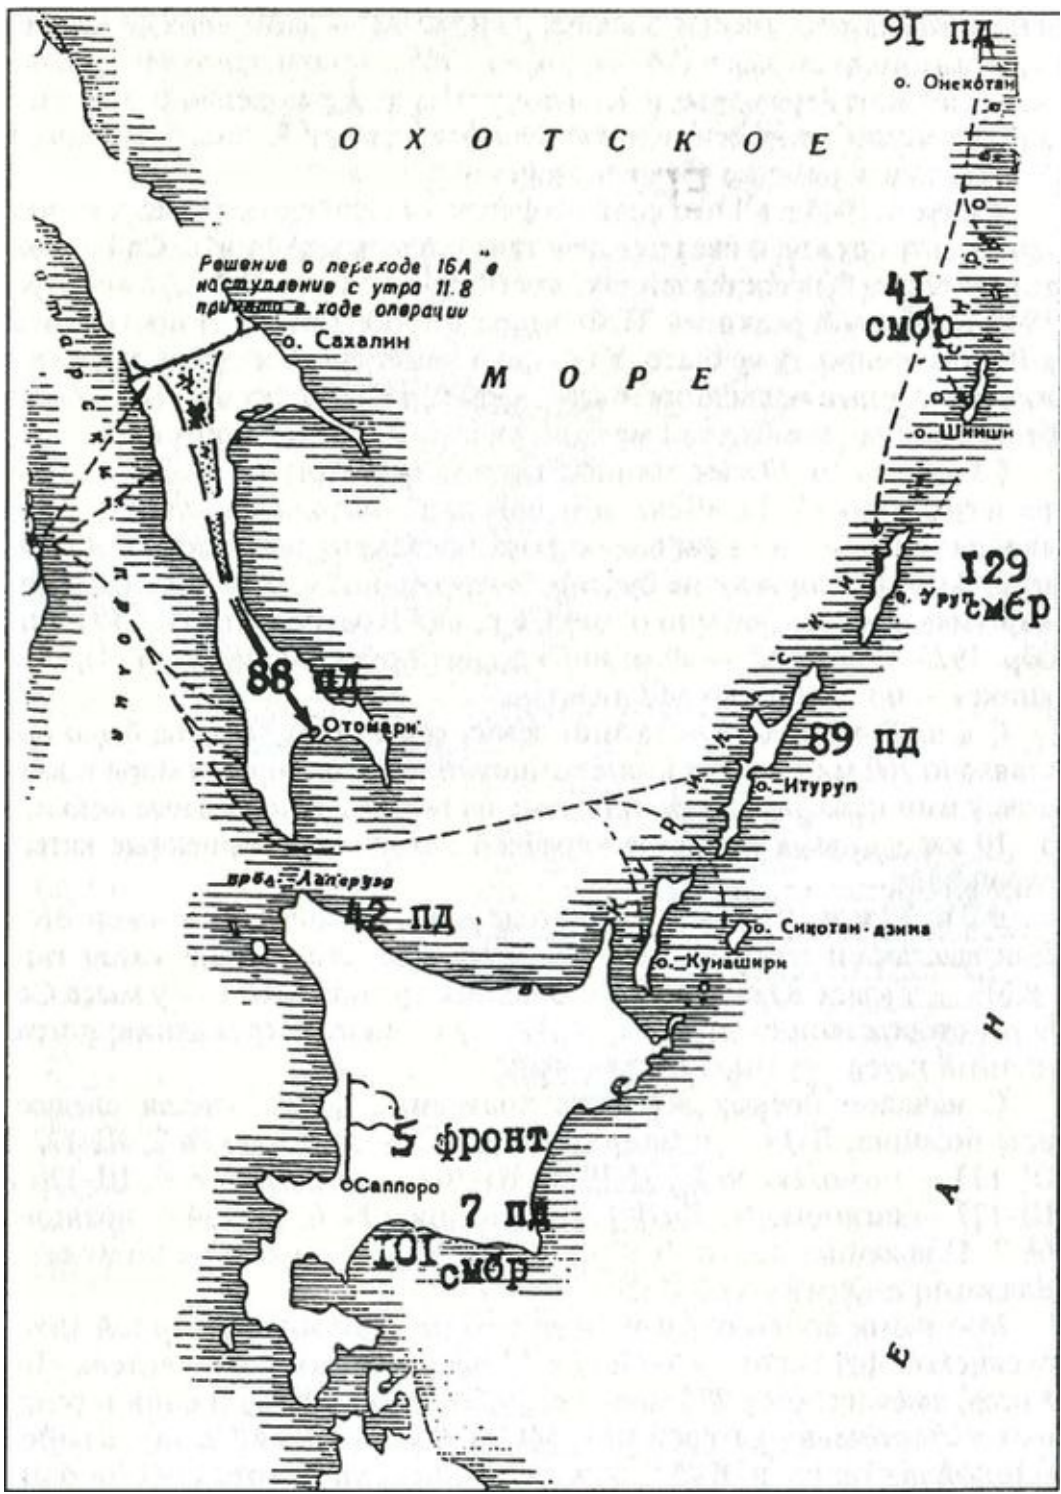 91 пд
о. Онекотан
ОХОТСКОЕ
Решение о переходе 16А в
наступление с утра 11.8
принято в ходе операции
о. Сахалин
41
смбр
МОРЕ
о. Шиишн
129
смбр
о. Уруп
88 пд
Отомари
89 пд
о. Итуруп
прол. Лаперуза
42 пд
о. Сикотан-дзима
о. Кунашири
5 фронт
Саппоро
7 пд
101
смбр